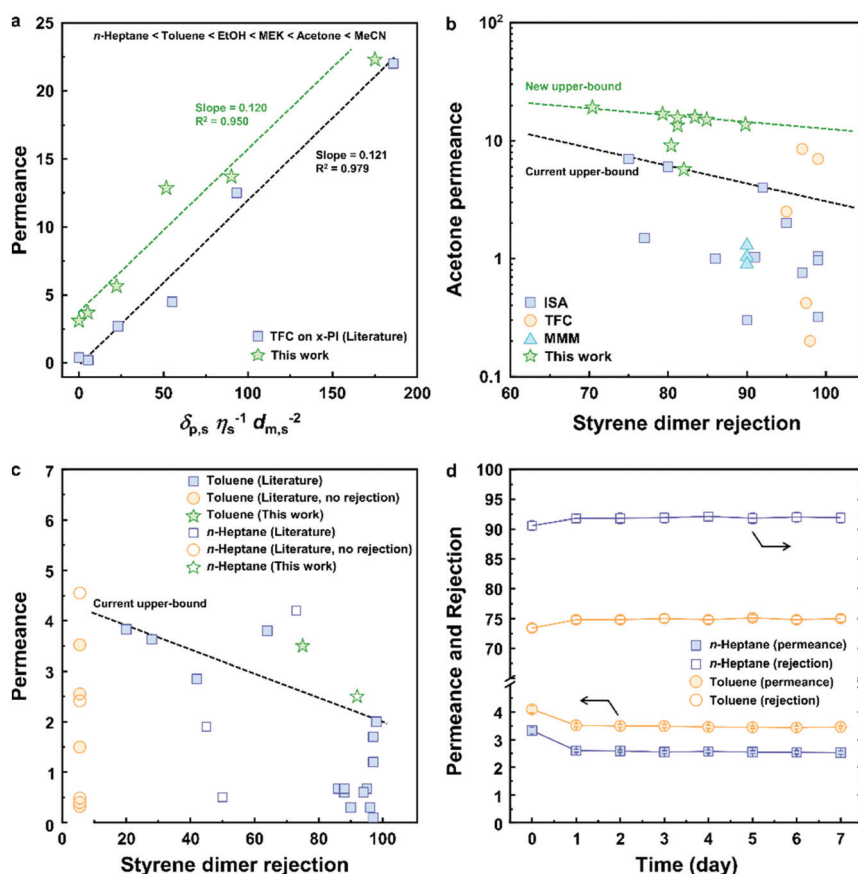 a
n-Heptane < Toluene < EtOH < MEK < Acetone < MeCN
25
20
15
10
5
0
Permeance
Slope = 0.120
R² = 0.950
Slope = 0.121
R² = 0.979
TFC on x-PI (Literature)
This work
0 50 100 150 200
δp,s ηs⁻¹ dm,s⁻²
b
10²
10
1
0.1
Acetone permeance
New upper-bound
Current upper-bound
ISA
TFC
MMM
This work
60 70 80 90 100
Styrene dimer rejection
c
7
6
5
4
3
2
1
0
Permeance
Toluene (Literature)
Toluene (Literature, no rejection)
Toluene (This work)
n-Heptane (Literature)
n-Heptane (Literature, no rejection)
n-Heptane (This work)
Current upper-bound
0 20 40 60 80 100
Styrene dimer rejection
d
100
95
90
85
80
75
70
4
3
2
1
0
Permeance and Rejection
n-Heptane (permeance)
n-Heptane (rejection)
Toluene (permeance)
Toluene (rejection)
0 1 2 3 4 5 6 7
Time (day)